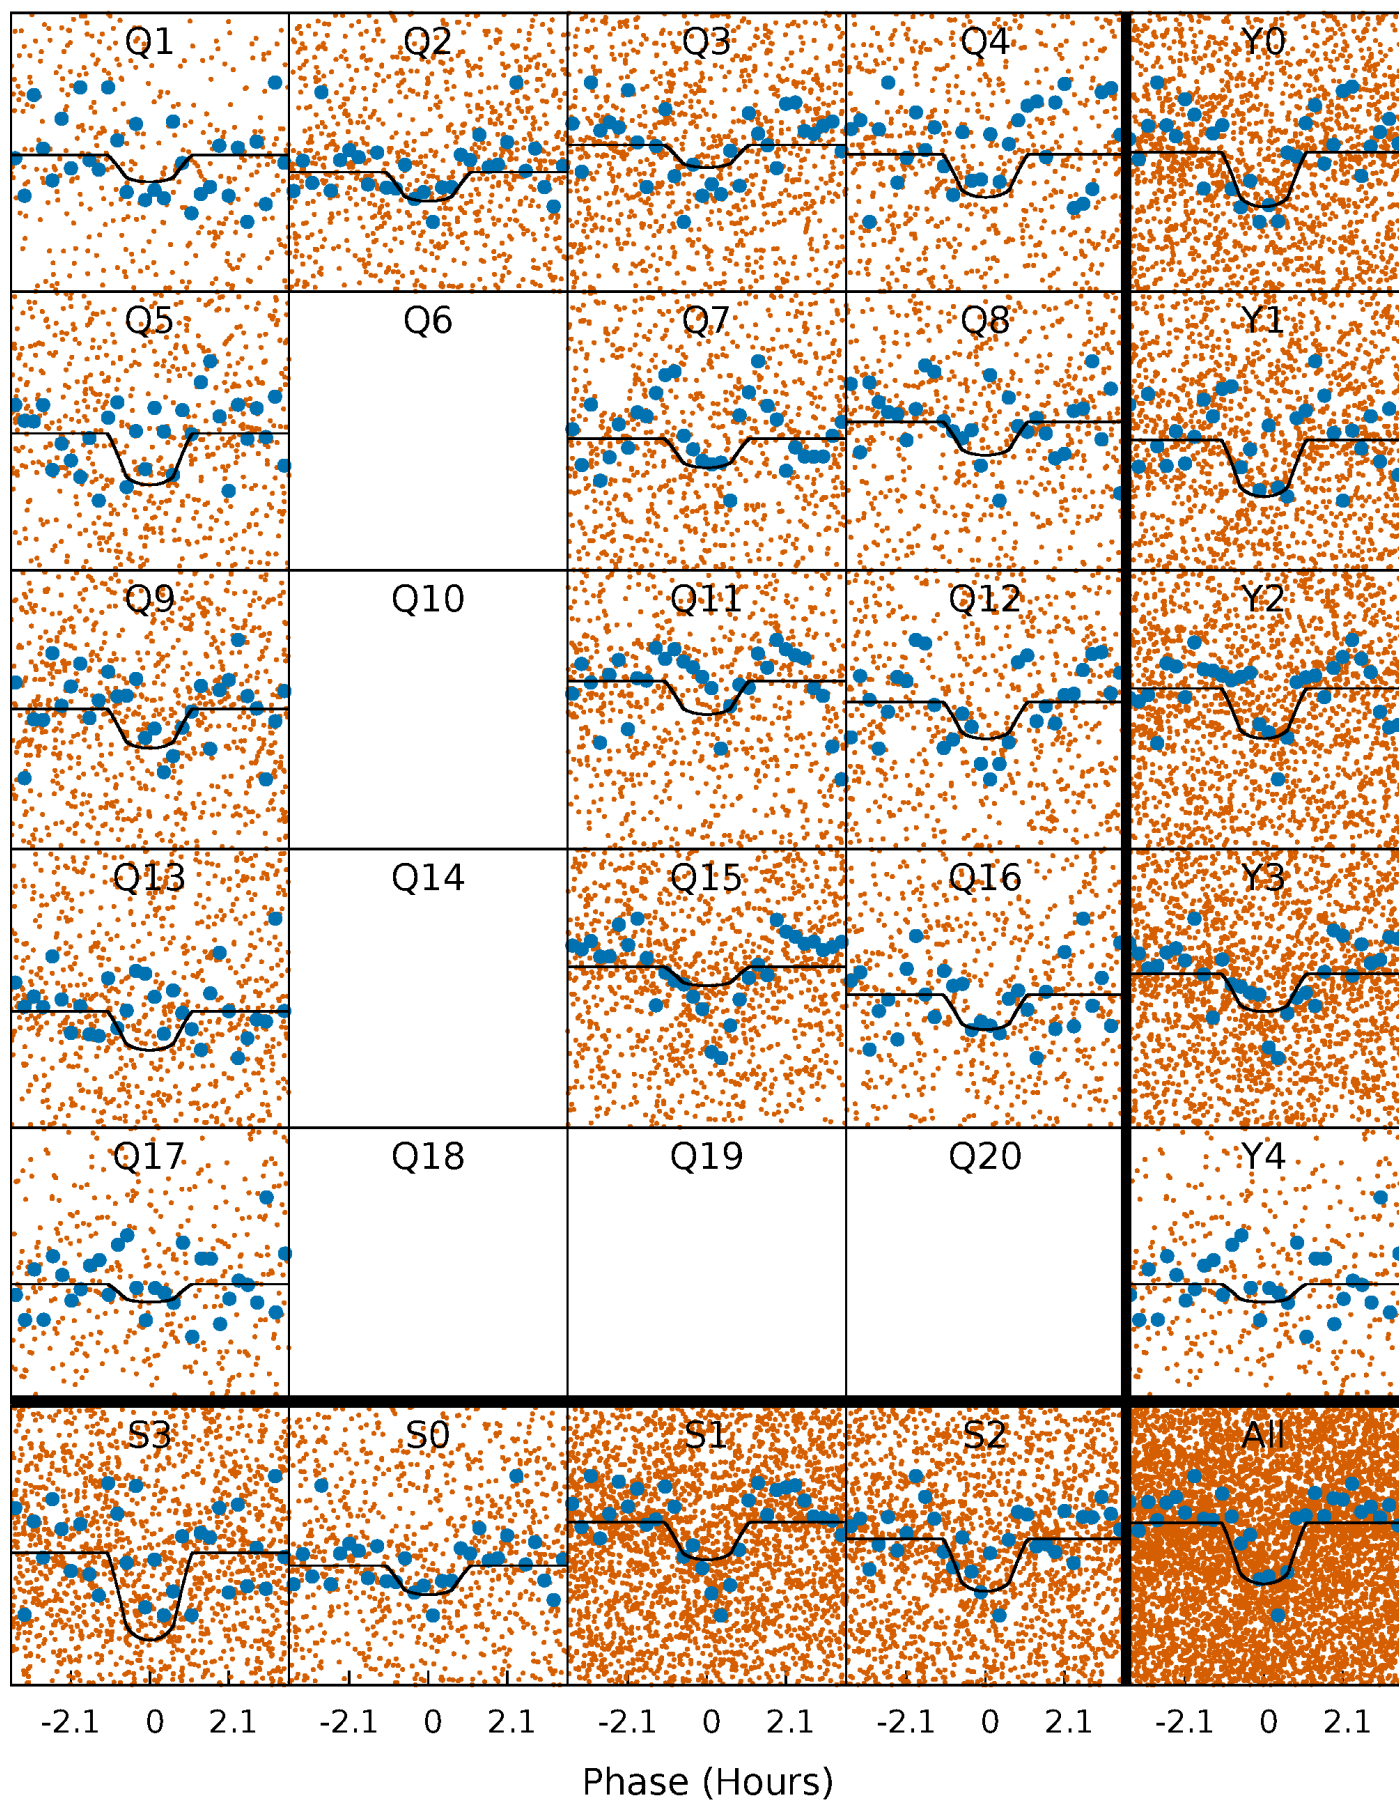 Q1 Q2 Q3 Q4 Y0
Q5 Q6 Q7 Q8 Y1
Q9 Q10 Q11 Q12 Y2
Q13 Q14 Q15 Q16 Y3
Q17 Q18 Q19 Q20 Y4
S3 S0 S1 S2 All
-2.1 0 2.1 -2.1 0 2.1 -2.1 0 2.1 -2.1 0 2.1 -2.1 0 2.1
Phase (Hours)